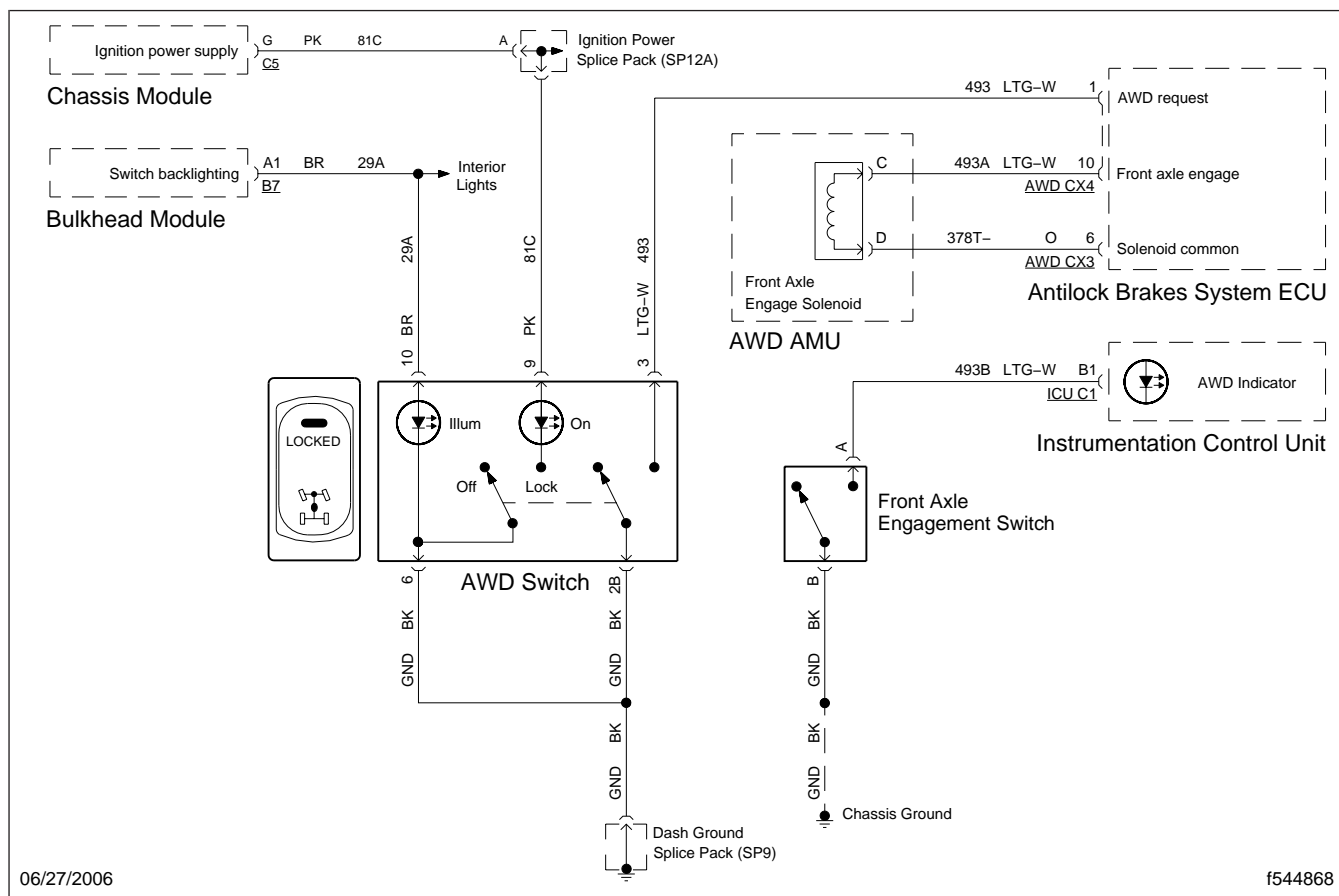 Ignition power supply
G PK 81C A
C5
Chassis Module
Ignition Power
Splice Pack (SP12A)
493 LTG–W 1
AWD request
Switch backlighting
A1 BR 29A
B7
Bulkhead Module
Interior
Lights
C 493A LTG–W 10
AWD CX4
Front axle engage
D 378T– O 6
AWD CX3
Solenoid common
Antilock Brakes System ECU
Front Axle
Engage Solenoid
AWD AMU
29A
BR
10
81C
PK
9
493
LTG–W
3
493B LTG–W B1
ICU C1
AWD Indicator
Instrumentation Control Unit
LOCKED
Illum
On
Off
Lock
AWD Switch
A
Front Axle
Engagement Switch
6
BK
GND
2B
BK
GND
B
BK
GND
BK
GND
BK
GND
Chassis Ground
Dash Ground
Splice Pack (SP9)
06/27/2006
f544868